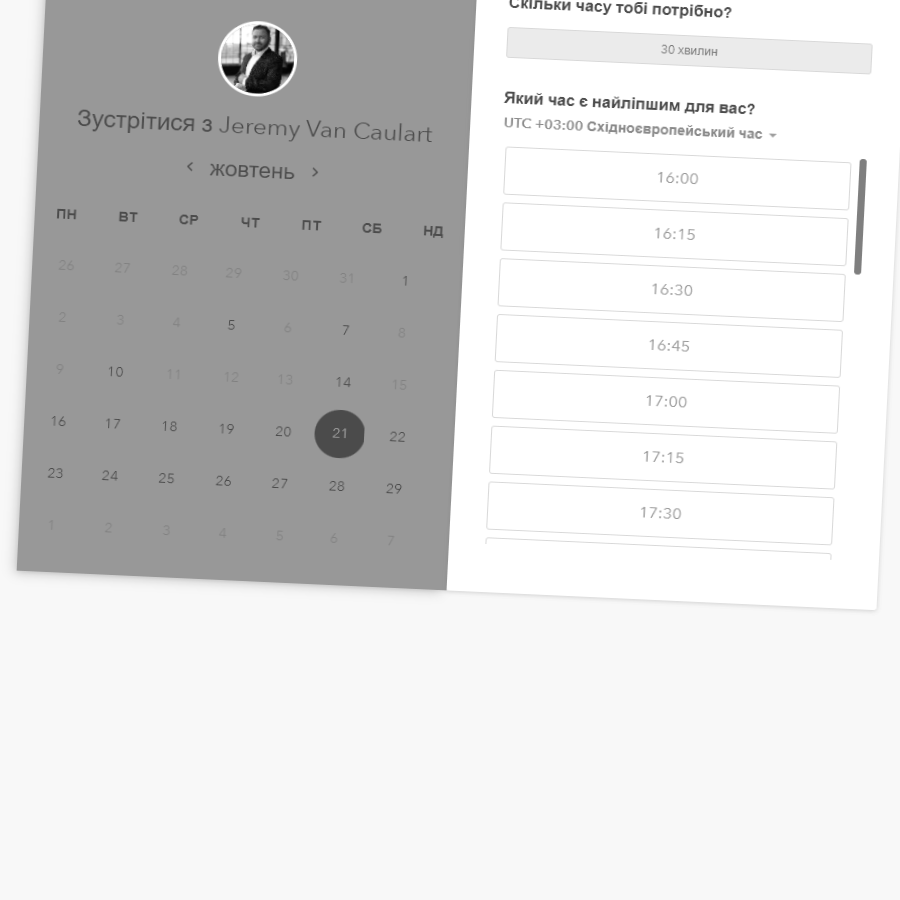 Зустрітися з Jeremy Van Caulart
‹ жовтень ›
ПН ВТ СР ЧТ ПТ СБ НД
26 27 28 29 30 31 1
2 3 4 5 6 7 8
9 10 11 12 13 14 15
16 17 18 19 20 21 22
23 24 25 26 27 28 29
1 2 3 4 5 6 7
Скільки часу тобі потрібно?
30 хвилин
Який час є найліпшим для вас?
UTC +03:00 Східноєвропейський час
16:00
16:15
16:30
16:45
17:00
17:15
17:30